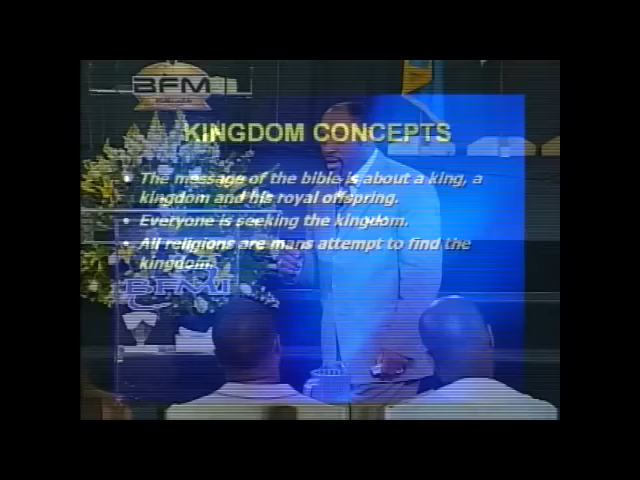 BFM
KINGDOM CONCEPTS
• The message of the bible is about a king, a
kingdom and his royal offspring.
• Everyone is seeking the kingdom.
• All religions are mans attempt to find the
kingdom.
BFMI